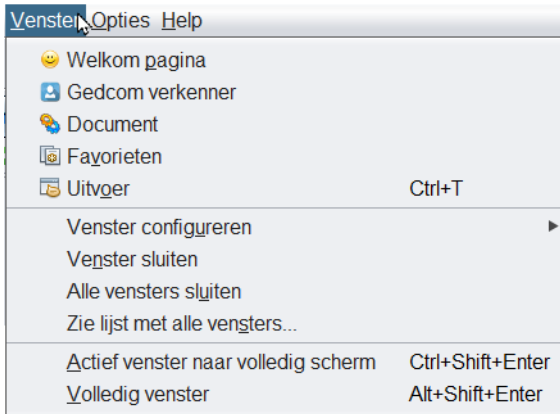 Venster Opties Help
Welkom pagina
Gedcom verkenner
Document
Favorieten
Uitvoer Ctrl+T
Venster configureren
Venster sluiten
Alle vensters sluiten
Zie lijst met alle vensters...
Actief venster naar volledig scherm Ctrl+Shift+Enter
Volledig venster Alt+Shift+Enter